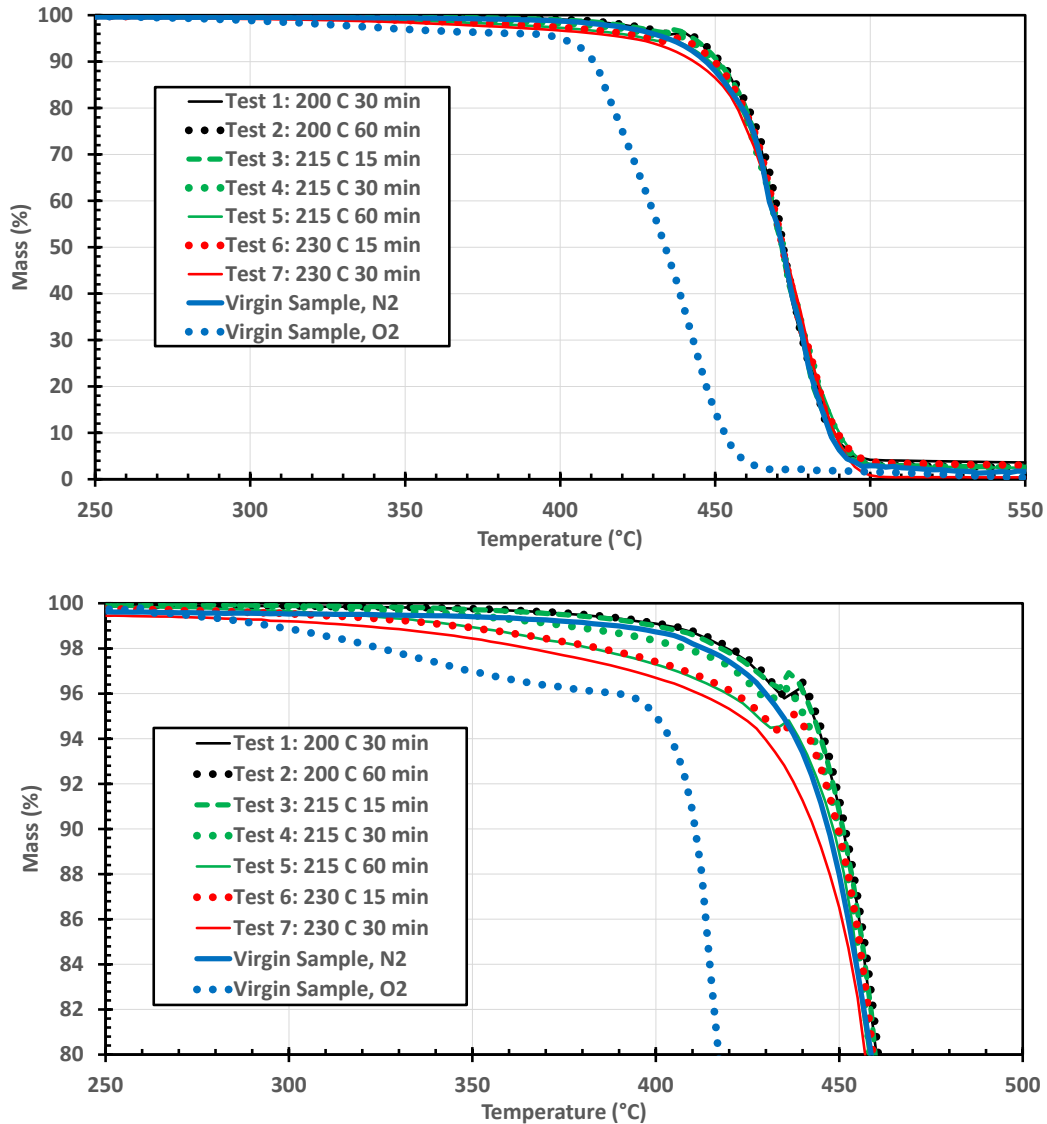 100
90
80
70
60
50
40
30
20
10
0
Mass (%)
Test 1: 200 C 30 min
Test 2: 200 C 60 min
Test 3: 215 C 15 min
Test 4: 215 C 30 min
Test 5: 215 C 60 min
Test 6: 230 C 15 min
Test 7: 230 C 30 min
Virgin Sample, N2
Virgin Sample, O2
250 300 350 400 450 500 550
Temperature (°C)
100
98
96
94
92
90
88
86
84
82
80
Mass (%)
Test 1: 200 C 30 min
Test 2: 200 C 60 min
Test 3: 215 C 15 min
Test 4: 215 C 30 min
Test 5: 215 C 60 min
Test 6: 230 C 15 min
Test 7: 230 C 30 min
Virgin Sample, N2
Virgin Sample, O2
250 300 350 400 450 500
Temperature (°C)